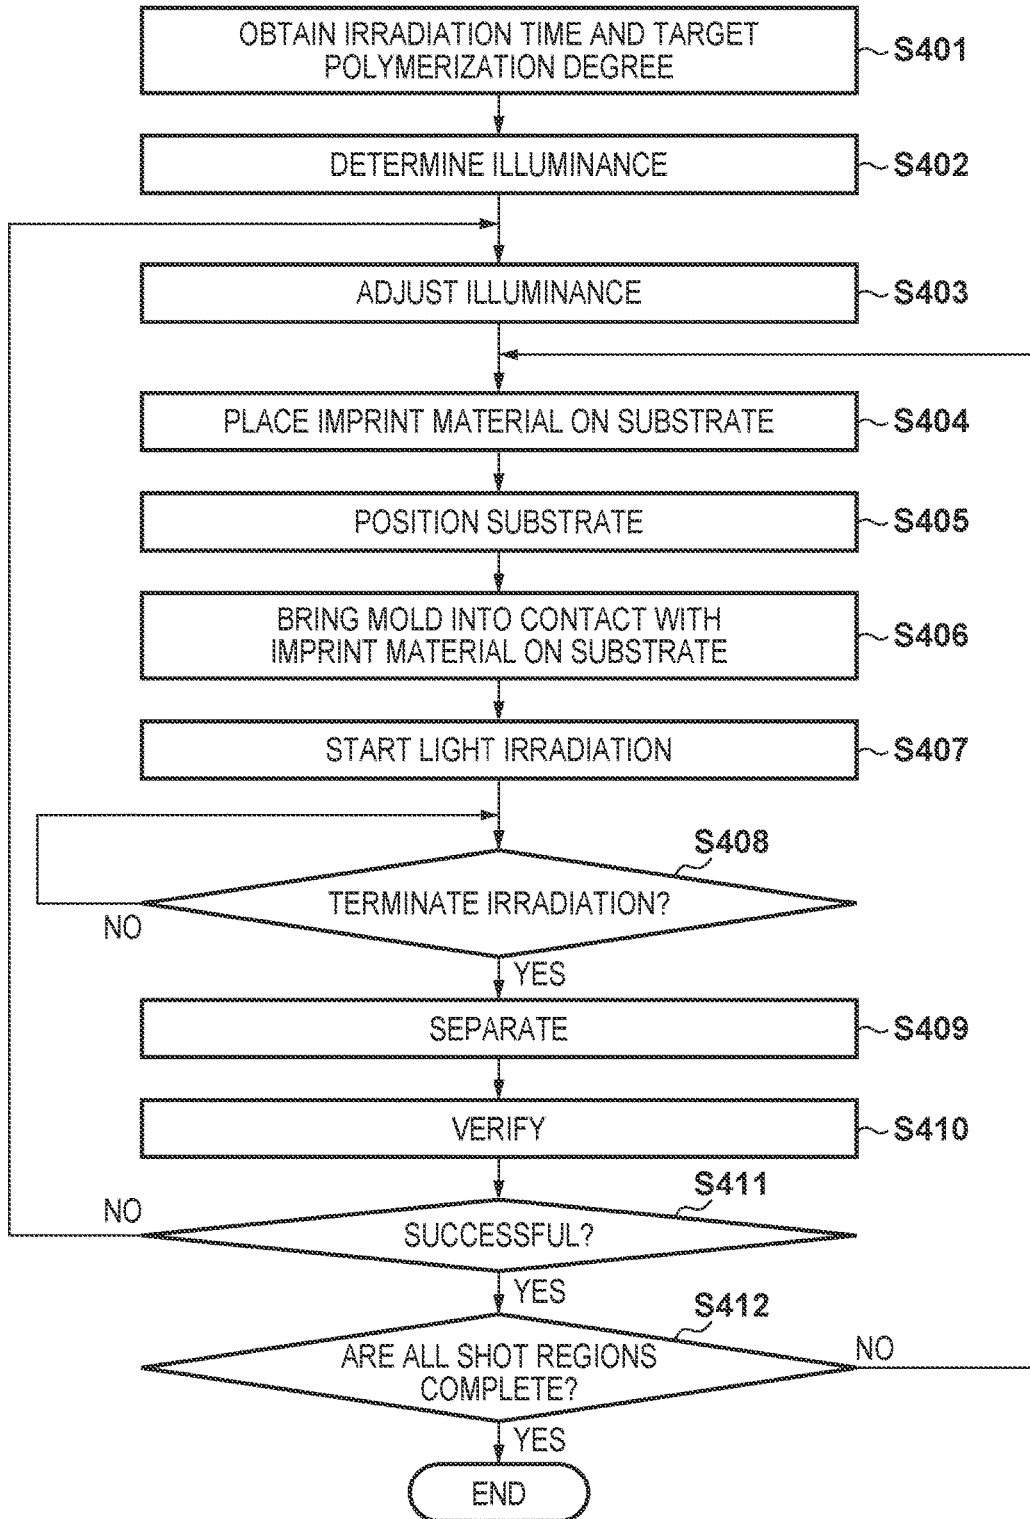 OBTAIN IRRADIATION TIME AND TARGET
POLYMERIZATION DEGREE
S401
DETERMINE ILLUMINANCE
S402
ADJUST ILLUMINANCE
S403
PLACE IMPRINT MATERIAL ON SUBSTRATE
S404
POSITION SUBSTRATE
S405
BRING MOLD INTO CONTACT WITH
IMPRINT MATERIAL ON SUBSTRATE
S406
START LIGHT IRRADIATION
S407
S408
TERMINATE IRRADIATION?
NO
YES
SEPARATE
S409
VERIFY
S410
S411
NO
SUCCESSFUL?
YES
S412
ARE ALL SHOT REGIONS
COMPLETE?
NO
YES
END